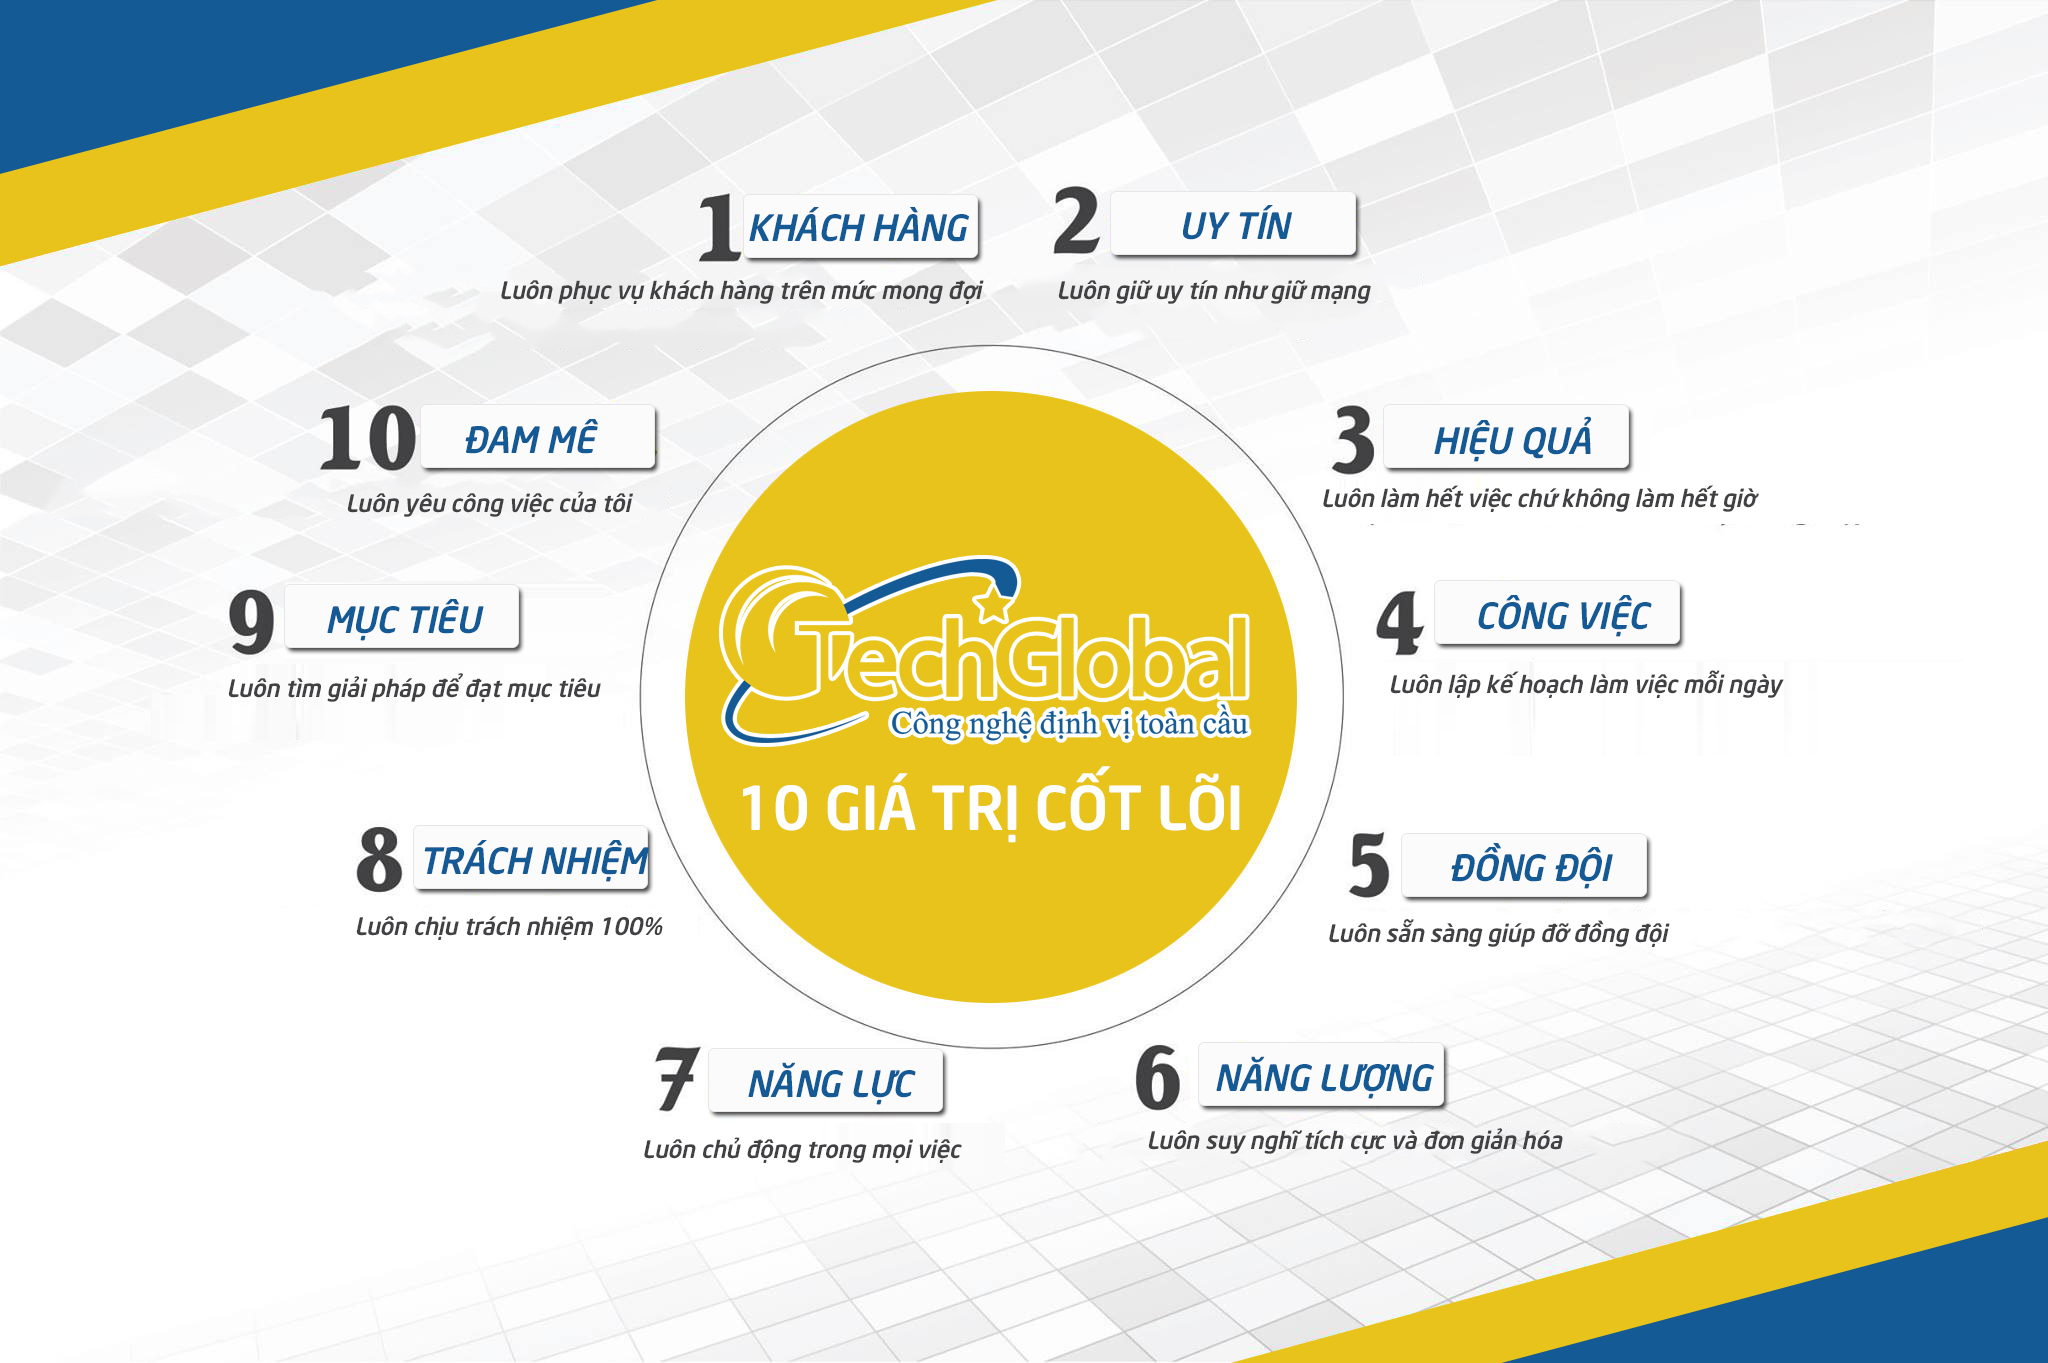 1 KHÁCH HÀNG
Luôn phục vụ khách hàng trên mức mong đợi
2 UY TÍN
Luôn giữ uy tín như giữ mạng
3 HIỆU QUẢ
Luôn làm hết việc chứ không làm hết giờ
4 CÔNG VIỆC
Luôn lập kế hoạch làm việc mỗi ngày
5 ĐỒNG ĐỘI
Luôn sẵn sàng giúp đỡ đồng đội
6 NĂNG LƯỢNG
Luôn suy nghĩ tích cực và đơn giản hóa
7 NĂNG LỰC
Luôn chủ động trong mọi việc
8 TRÁCH NHIỆM
Luôn chịu trách nhiệm 100%
9 MỤC TIÊU
Luôn tìm giải pháp để đạt mục tiêu
10 ĐAM MÊ
Luôn yêu công việc của tôi
TechGlobal
Công nghệ định vị toàn cầu
10 GIÁ TRỊ CỐT LÕI